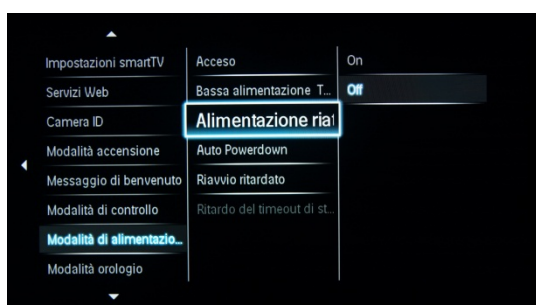 Impostazioni smartTV
Servizi Web
Camera ID
Modalità accensione
Messaggio di benvenuto
Modalità di controllo
Modalità di alimentazio...
Modalità orologio
Acceso
Bassa alimentazione T...
Alimentazione riat
Auto Powerdown
Riavvio ritardato
Ritardo del timeout di st...
On
Off